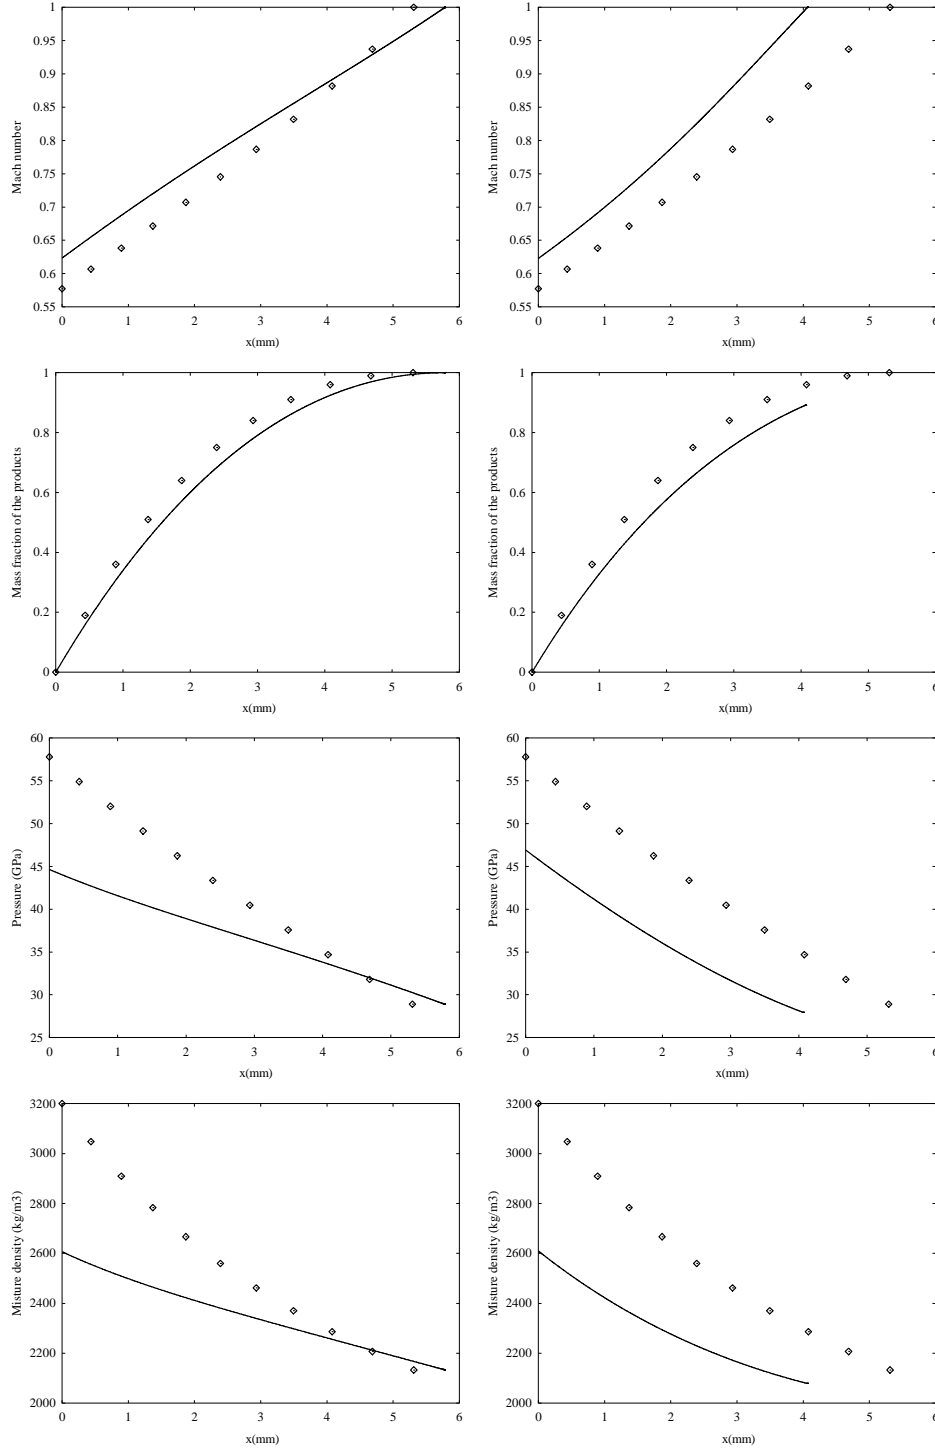 1
0.95
0.9
0.85
0.8
0.75
0.7
0.65
0.6
0.55
Mach number
0 1 2 3 4 5 6
x(mm)
1
0.95
0.9
0.85
0.8
0.75
0.7
0.65
0.6
0.55
Mach number
0 1 2 3 4 5 6
x(mm)
1
0.8
0.6
0.4
0.2
0
Mass fraction of the products
0 1 2 3 4 5 6
x(mm)
1
0.8
0.6
0.4
0.2
0
Mass fraction of the products
0 1 2 3 4 5 6
x(mm)
60
55
50
45
40
35
30
25
Pressure (GPa)
0 1 2 3 4 5 6
x(mm)
60
55
50
45
40
35
30
25
Pressure (GPa)
0 1 2 3 4 5 6
x(mm)
3200
3000
2800
2600
2400
2200
2000
Misture density (kg/m3)
0 1 2 3 4 5 6
x(mm)
3200
3000
2800
2600
2400
2200
2000
Misture density (kg/m3)
0 1 2 3 4 5 6
x(mm)